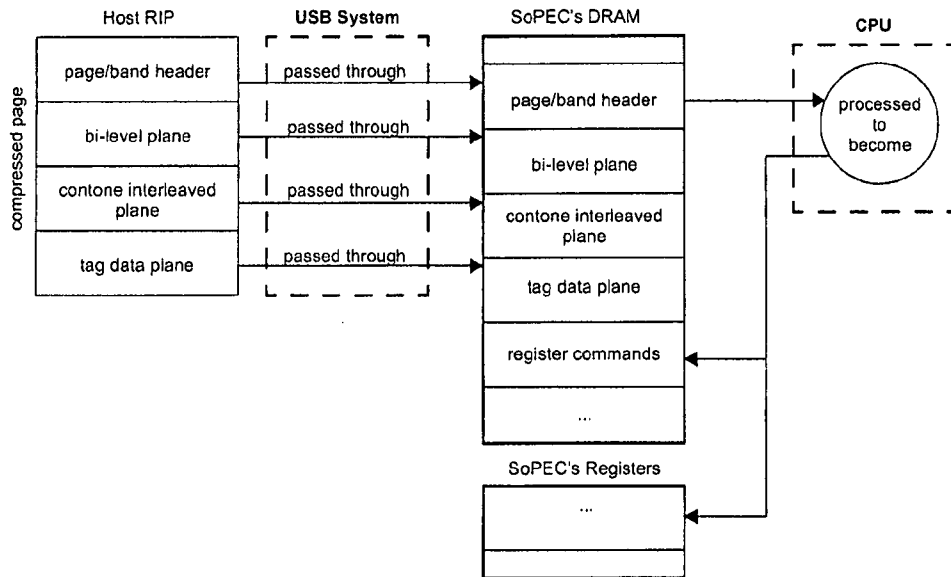 Host RIP
USB System
SoPEC's DRAM
CPU
compressed page
page/band header
bi-level plane
contone interleaved
plane
tag data plane
passed through
passed through
passed through
passed through
page/band header
bi-level plane
contone interleaved
plane
tag data plane
register commands
...
processed
to
become
SoPEC's Registers
...